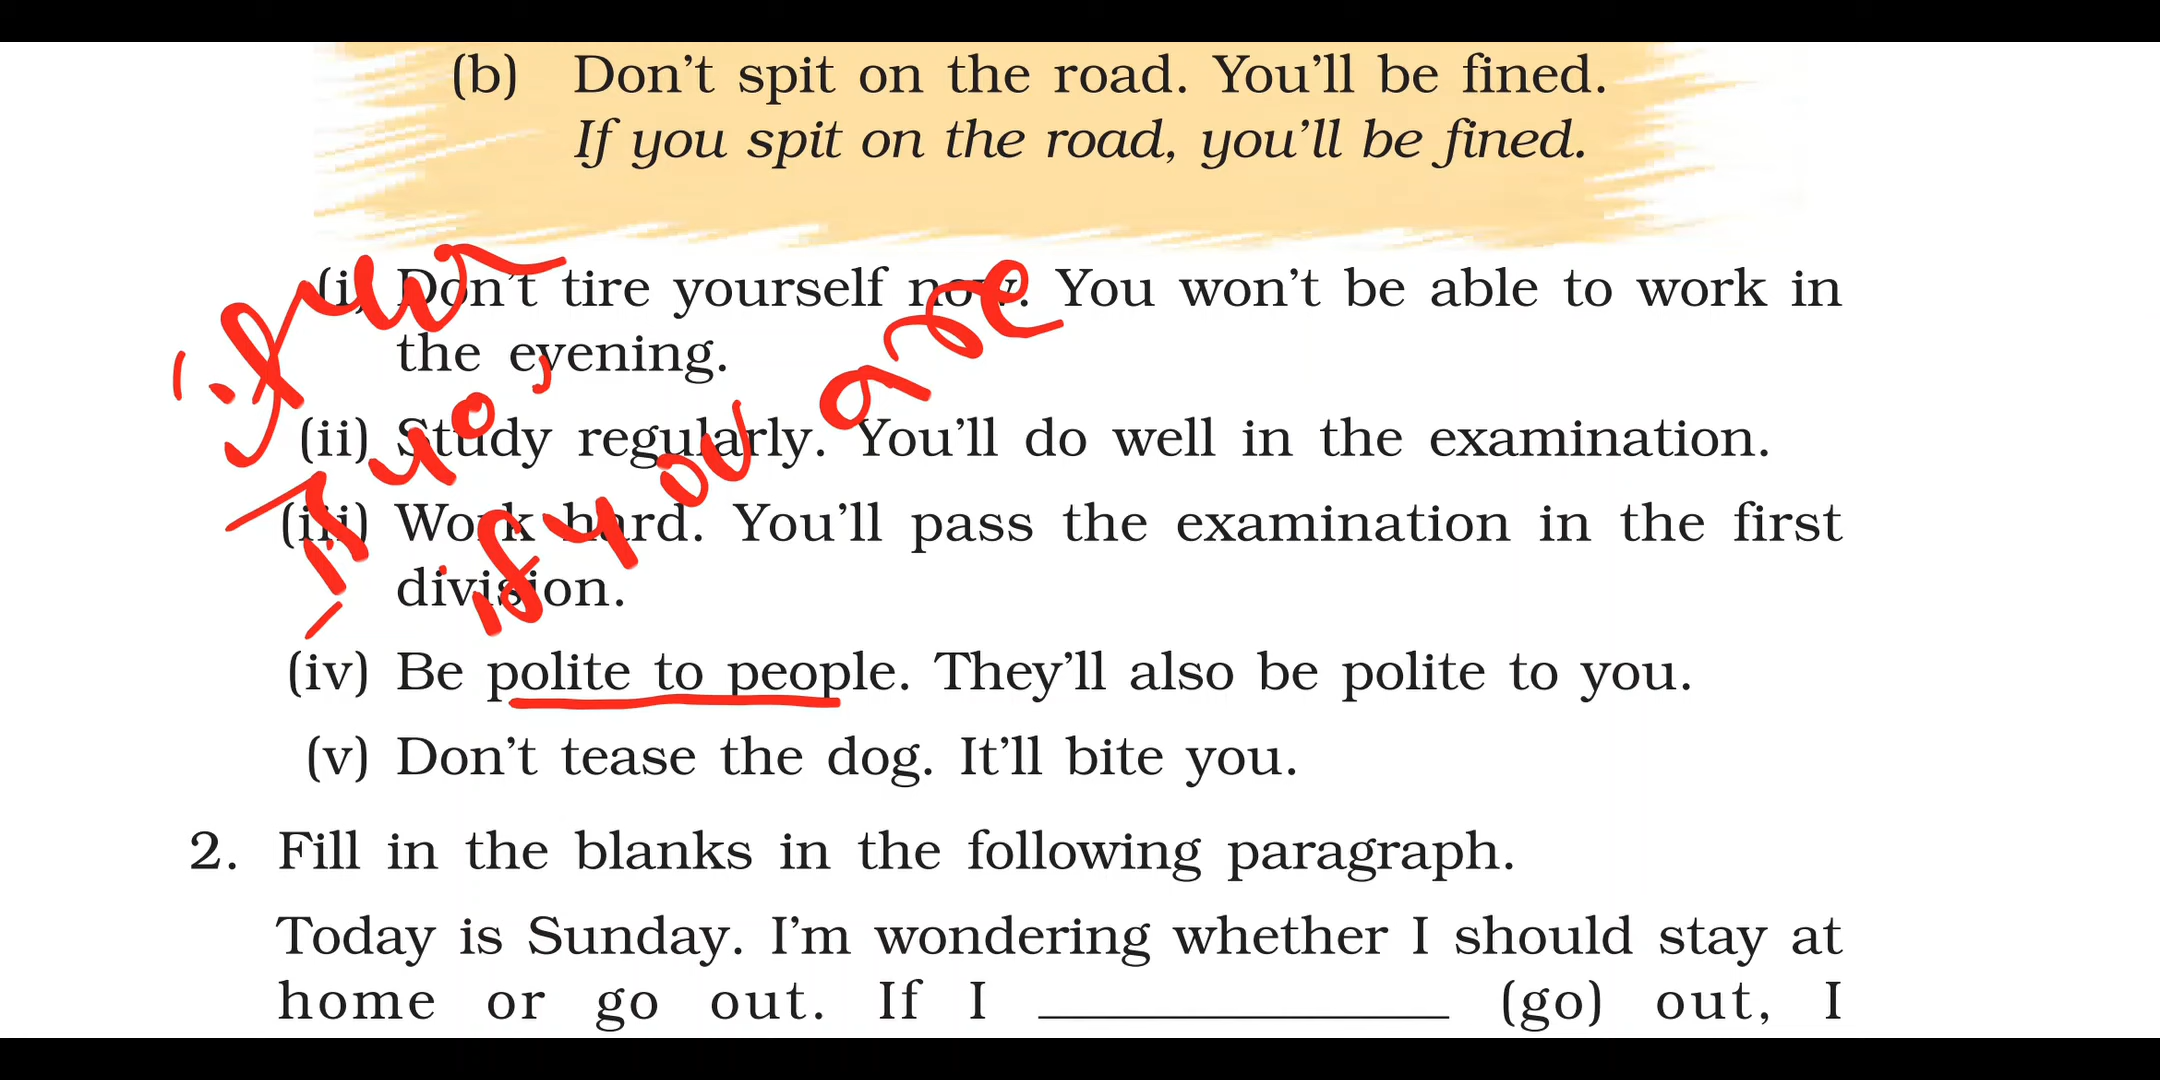 (b) Don't spit on the road. You'll be fined.
If you spit on the road, you'll be fined.
(i) Don't tire yourself now. You won't be able to work in
the evening.
(ii) Study regularly. You'll do well in the examination.
(iii) Work hard. You'll pass the examination in the first
division.
if you are
(iv) Be polite to people. They'll also be polite to you.
(v) Don't tease the dog. It'll bite you.
2. Fill in the blanks in the following paragraph.
Today is Sunday. I'm wondering whether I should stay at
home or go out. If I __________ (go) out, I